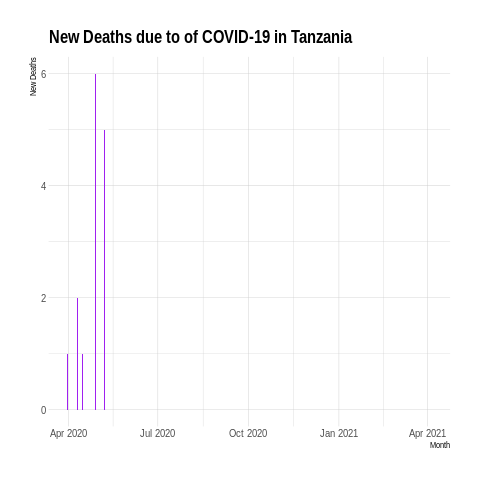 New Deaths due to of COVID-19 in Tanzania
New Deaths
6
4
2
0
Apr 2020
Jul 2020
Oct 2020
Jan 2021
Apr 2021
Month